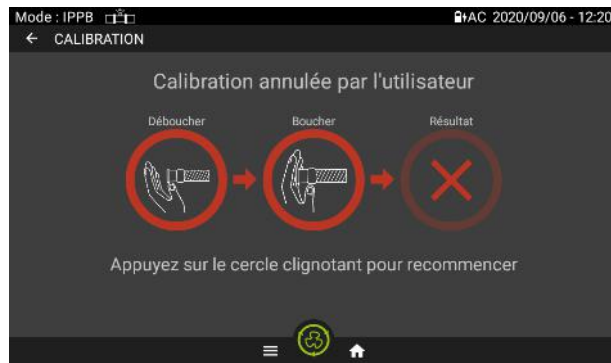 Mode : IPPB
AC 2020/09/06 - 12:20
CALIBRATION
Calibration annulée par l'utilisateur
Déboucher Boucher Résultat
Appuyez sur le cercle clignotant pour recommencer